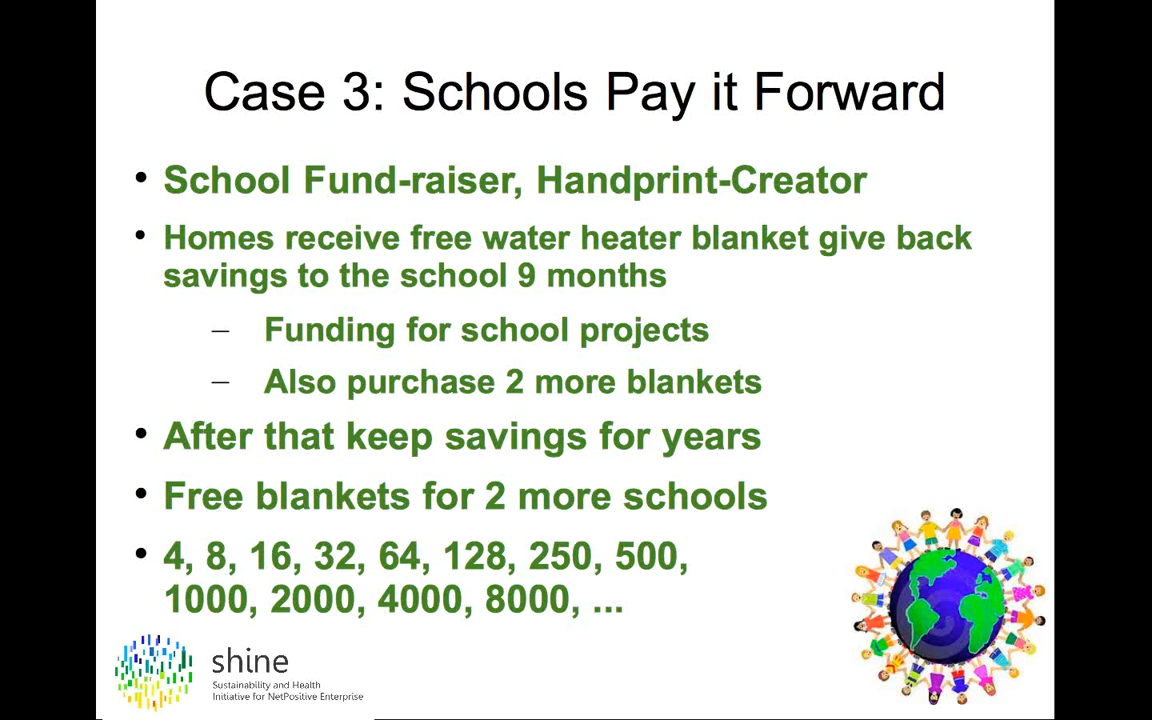 Case 3: Schools Pay it Forward
• School Fund-raiser, Handprint-Creator
• Homes receive free water heater blanket give back
savings to the school 9 months
– Funding for school projects
– Also purchase 2 more blankets
• After that keep savings for years
• Free blankets for 2 more schools
• 4, 8, 16, 32, 64, 128, 250, 500,
1000, 2000, 4000, 8000, ...
shine
Sustainability and Health
Initiative for NetPositive Enterprise